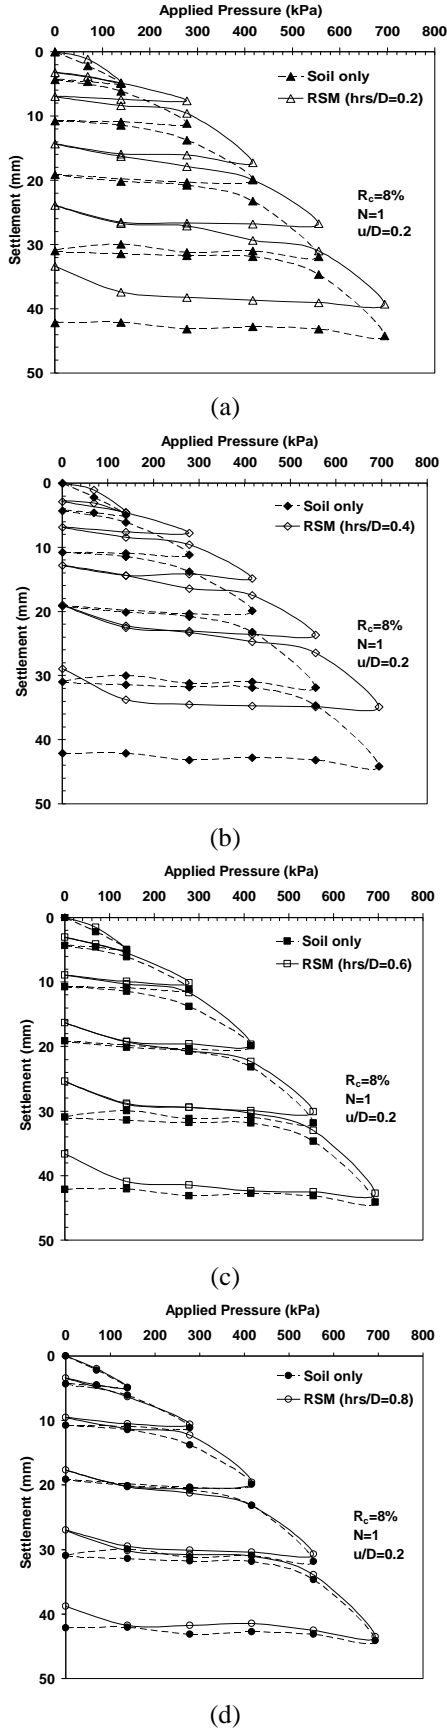 Applied Pressure (kPa)
0 100 200 300 400 500 600 700 800
0
10
20
30
40
50
Settlement (mm)
Soil only
RSM (hrs/D=0.2)
Rc=8%
N=1
u/D=0.2
(a)
Applied Pressure (kPa)
0 100 200 300 400 500 600 700 800
0
10
20
30
40
50
Settlement (mm)
Soil only
RSM (hrs/D=0.4)
Rc=8%
N=1
u/D=0.2
(b)
Applied Pressure (kPa)
0 100 200 300 400 500 600 700 800
0
10
20
30
40
50
Settlement (mm)
Soil only
RSM (hrs/D=0.6)
Rc=8%
N=1
u/D=0.2
(c)
Applied Pressure (kPa)
0 100 200 300 400 500 600 700 800
0
10
20
30
40
50
Settlement (mm)
Soil only
RSM (hrs/D=0.8)
Rc=8%
N=1
u/D=0.2
(d)